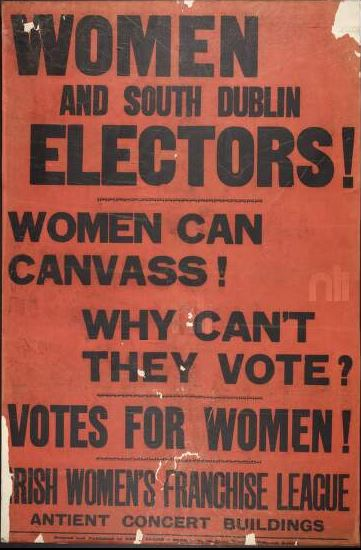 WOMEN
AND SOUTH DUBLIN
ELECTORS!
WOMEN CAN
CANVASS!
WHY CAN'T
THEY VOTE?
VOTES FOR WOMEN!
IRISH WOMEN'S FRANCHISE LEAGUE
ANTIENT CONCERT BUILDINGS
nli